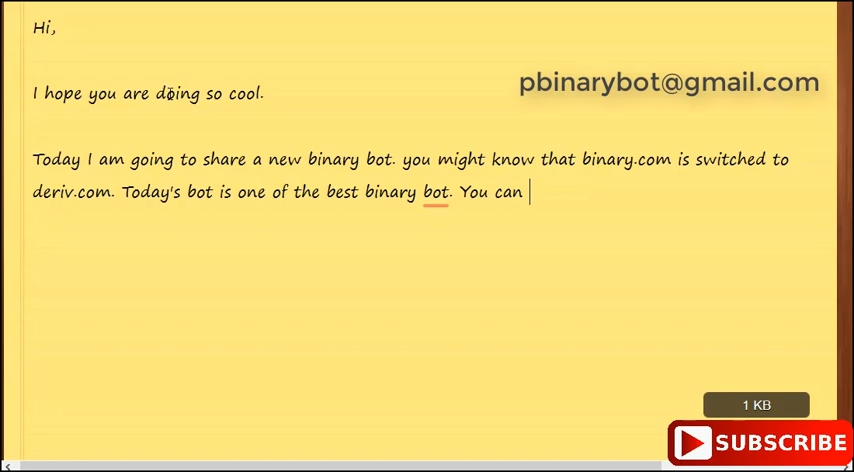 Hi,
I hope you are doing so cool.
pbinarybot@gmail.com
Today I am going to share a new binary bot. you might know that binary.com is switched to
deriv.com. Today's bot is one of the best binary bot. You can
1 KB
SUBSCRIBE